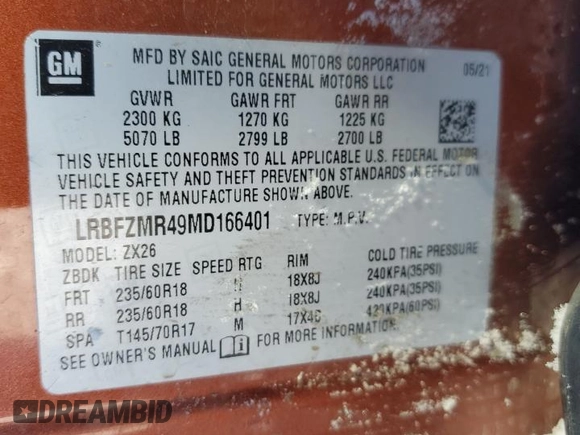 GM
MFD BY SAIC GENERAL MOTORS CORPORATION
LIMITED FOR GENERAL MOTORS LLC
05/21
GVWR GAWR FRT GAWR RR
2300 KG 1270 KG 1225 KG
5070 LB 2799 LB 2700 LB
THIS VEHICLE CONFORMS TO ALL APPLICABLE U.S. FEDERAL MOTOR
VEHICLE SAFETY AND THEFT PREVENTION STANDARDS IN EFFECT ON
THE DATE OF MANUFACTURE SHOWN ABOVE.
LRBFZMR49MD166401 TYPE: M.P.V.
MODEL: ZX26
ZBDK TIRE SIZE SPEED RTG RIM COLD TIRE PRESSURE
FRT 235/60R18 H 18X8J 240KPA(35PSI)
RR 235/60R18 H 18X8J 240KPA(35PSI)
SPA T145/70R17 M 420KPA(60PSI)
SEE OWNER'S MANUAL FOR MORE INFORMATION.
DREAMBID